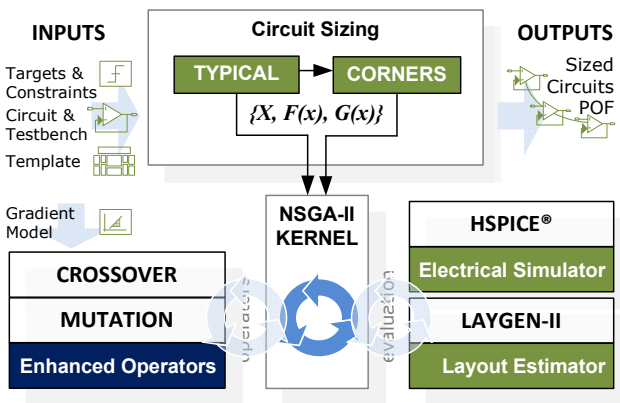 INPUTS
Circuit Sizing
OUTPUTS
Targets &
Constraints
Circuit &
Testbench
Template
TYPICAL
CORNERS
{X, F(x), G(x)}
Sized
Circuits
POF
Gradient
Model
NSGA-II
KERNEL
CROSSOVER
MUTATION
Enhanced Operators
operators
evaluation
HSPICE®
Electrical Simulator
LAYGEN-II
Layout Estimator